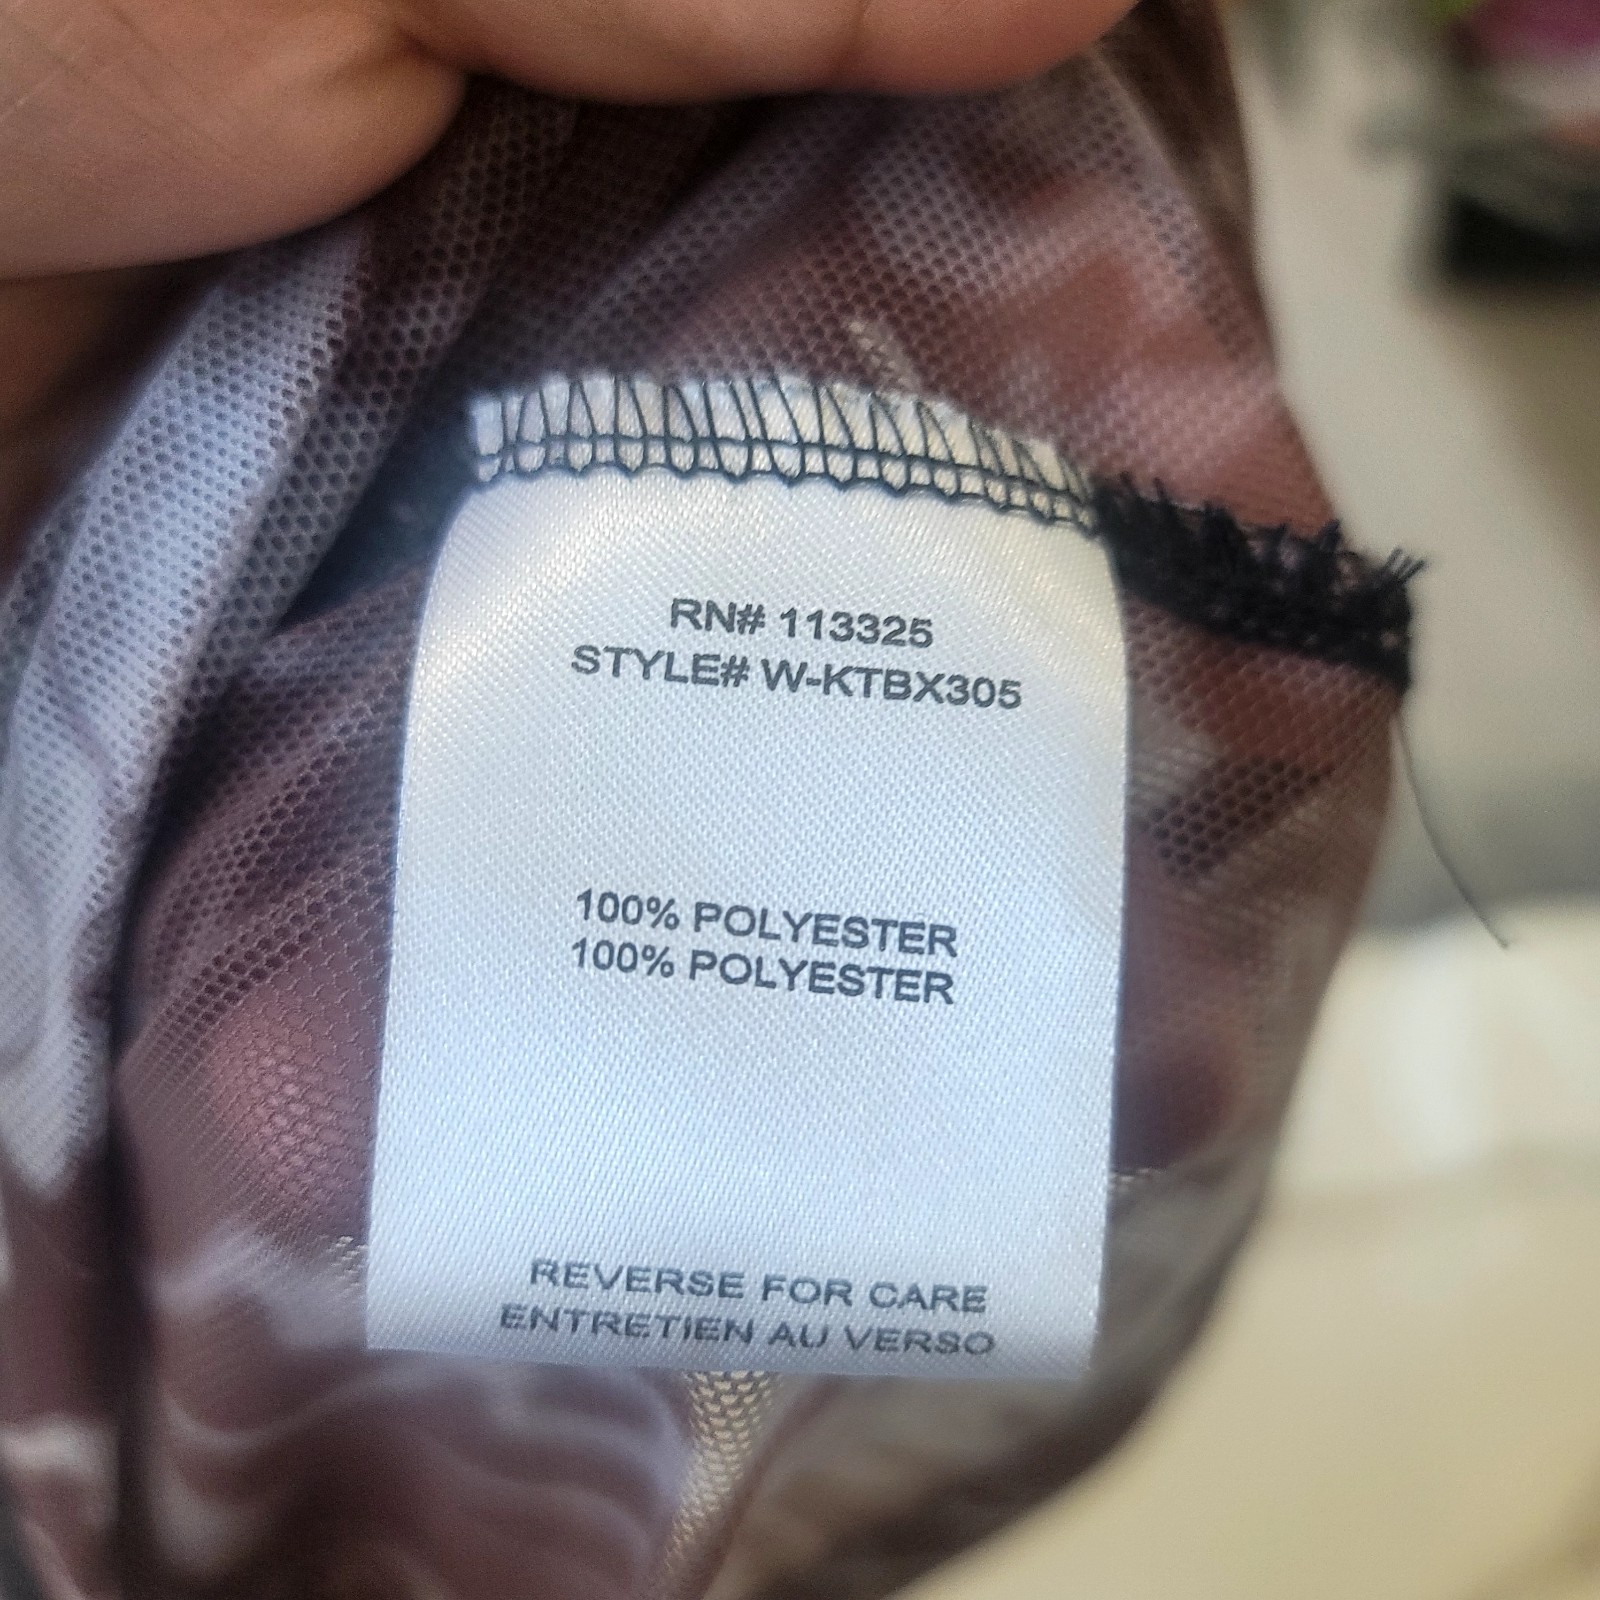 RN# 113325
STYLE# W-KTBX305
100% POLYESTER
100% POLYESTER
REVERSE FOR CARE
ENTRETIEN AU VERSO